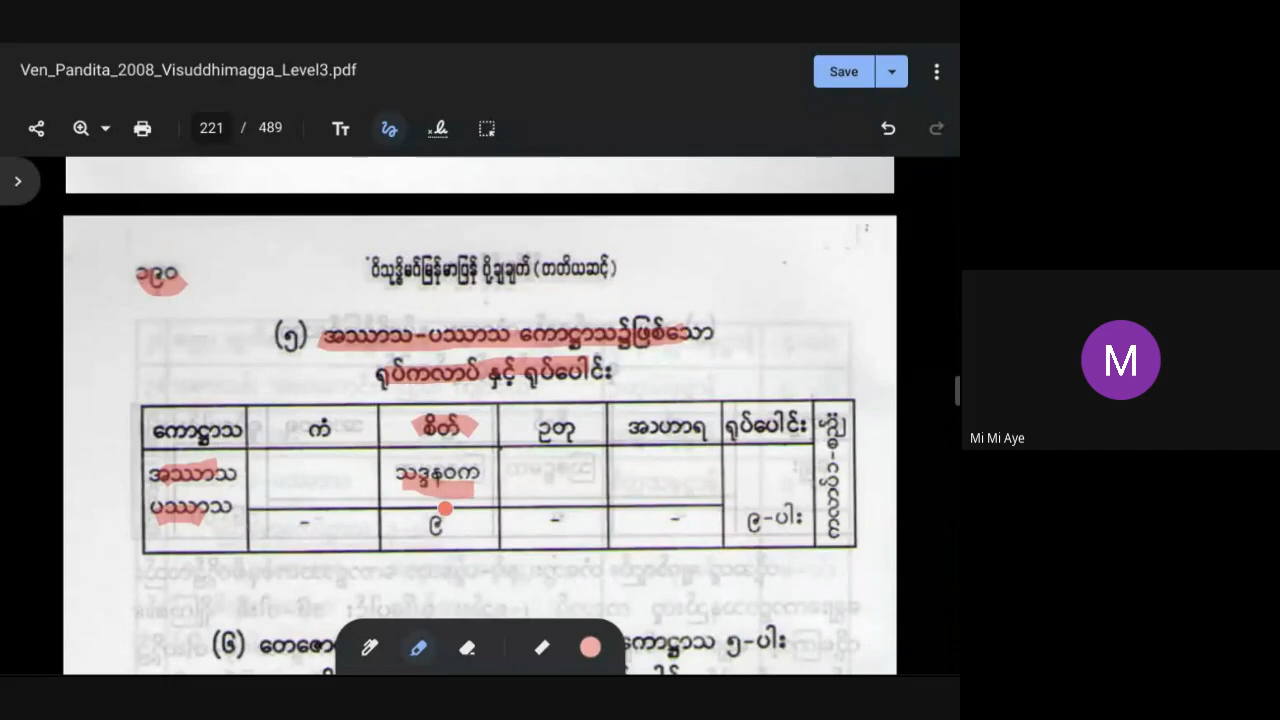 Ven_Pandita_2008_Visuddhimagga_Level3.pdf
Save
221 / 489
၁၉၀
ဝိသုဒ္ဓိမဂ်မြန်မာပြန် ပို့ချချက် (တတိယဆင့်)
(၅) အဿာသ-ပဿာသ ကောဋ္ဌာသ၌ဖြစ်သော
ရုပ်ကလာပ် နှင့် ရုပ်ပေါင်း
ကောဋ္ဌာသ ကံ စိတ် ဥတု အာဟာရ ရုပ်ပေါင်း
အဿာသ သဒ္ဒနဝက
ပဿာသ - ၉ - - ၉-ပါး
(၆) တေဇော ကောဋ္ဌာသ ၅-ပါး
M
Mi Mi Aye